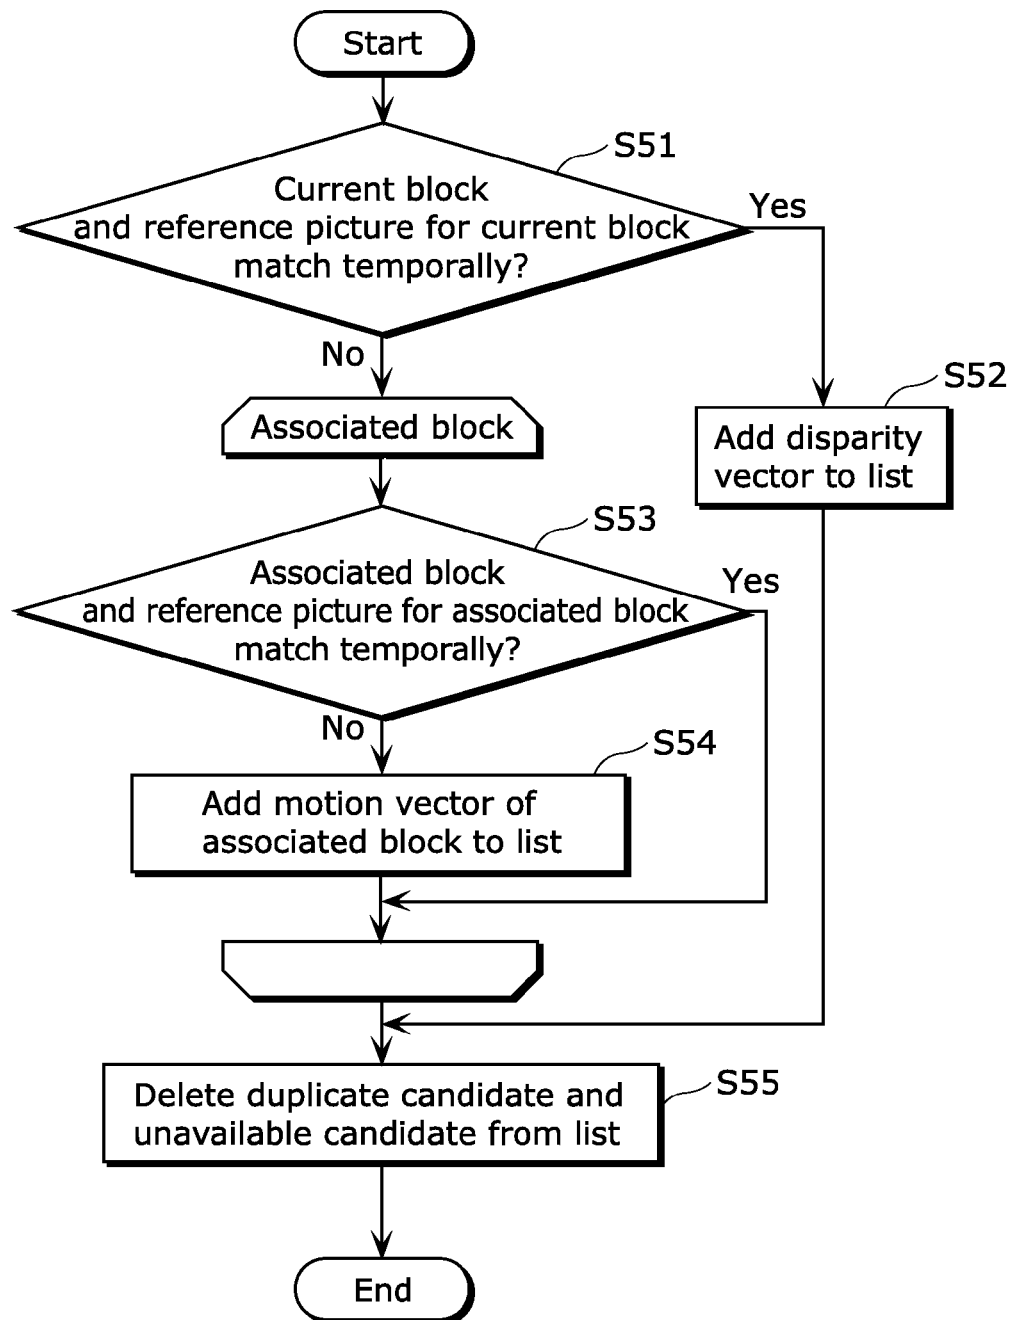 Start
S51
Current block
and reference picture for current block
match temporally?
Yes
No
S52
Add disparity
vector to list
Associated block
S53
Associated block
and reference picture for associated block
match temporally?
Yes
No
S54
Add motion vector of
associated block to list
S55
Delete duplicate candidate and
unavailable candidate from list
End